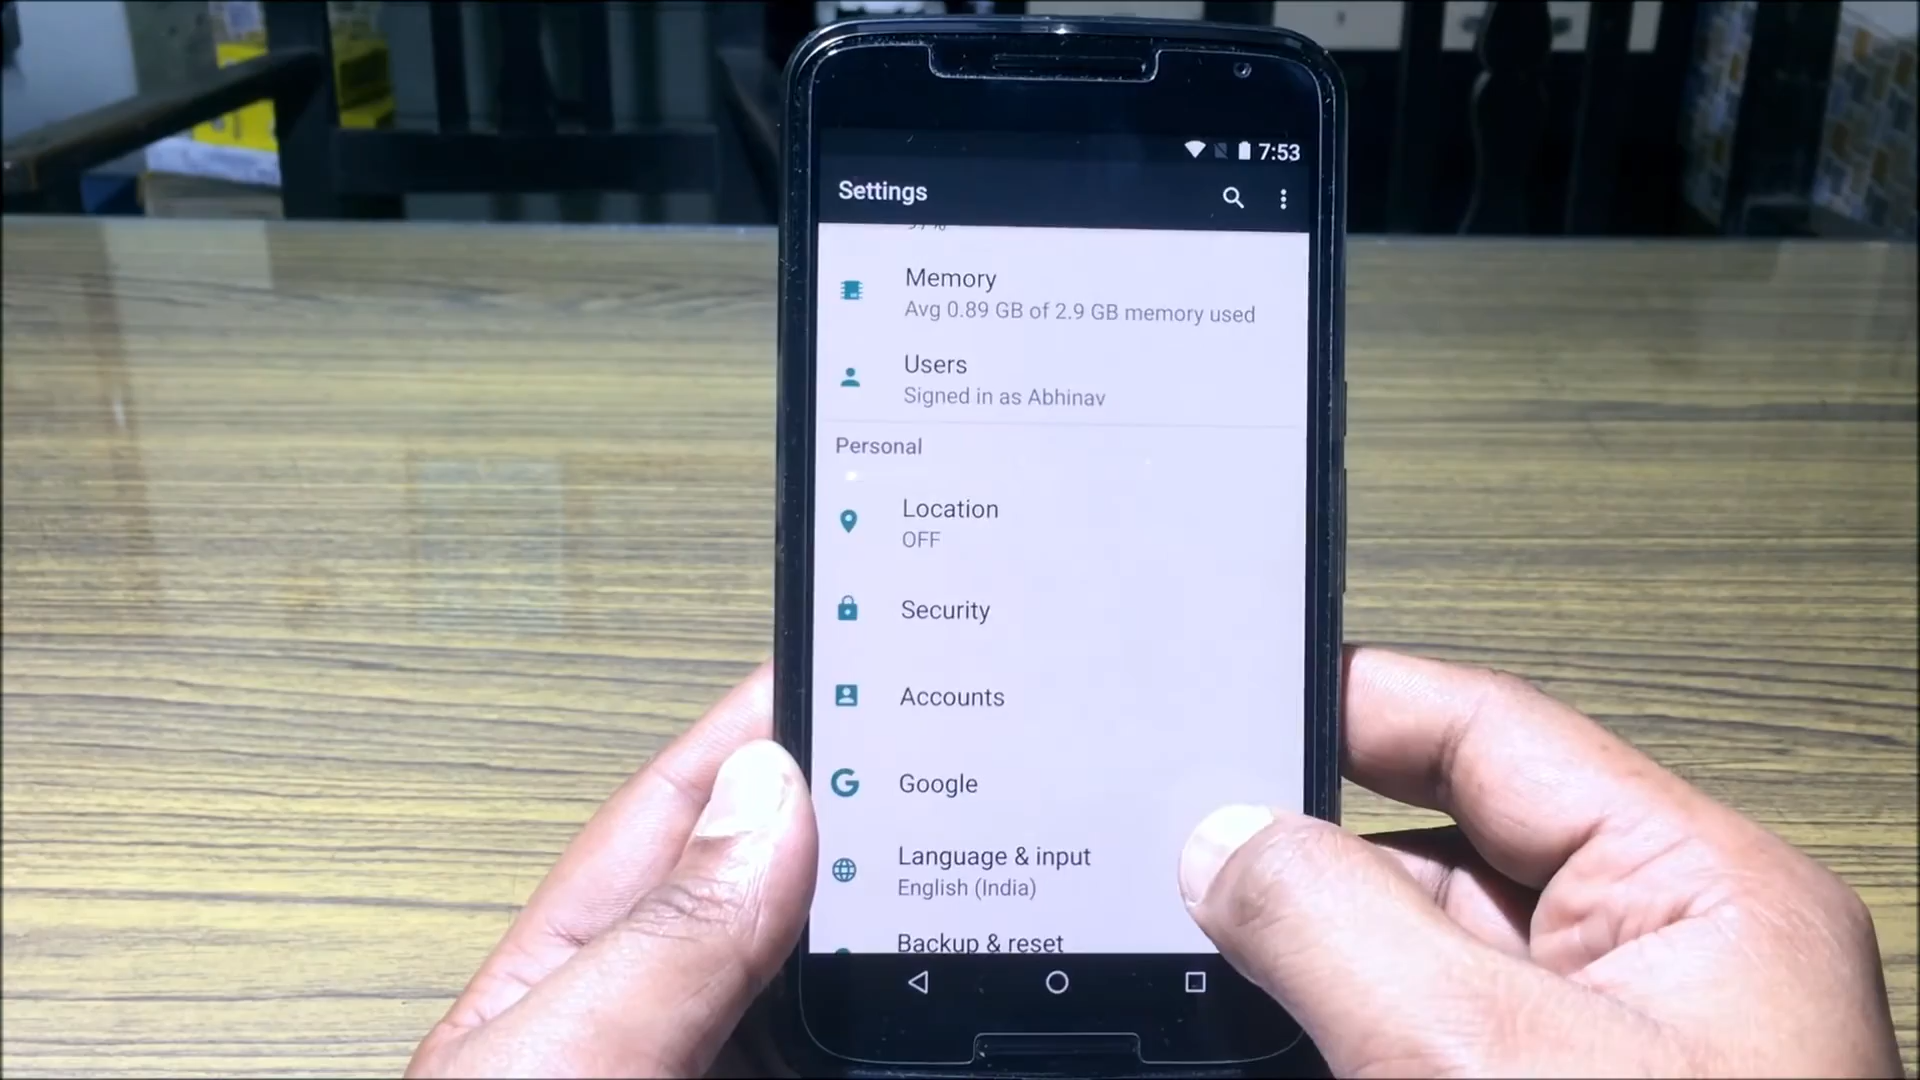 7:53
Settings
Memory
Avg 0.89 GB of 2.9 GB memory used
Users
Signed in as Abhinav
Personal
Location
OFF
Security
Accounts
Google
Language & input
English (India)
Backup & reset